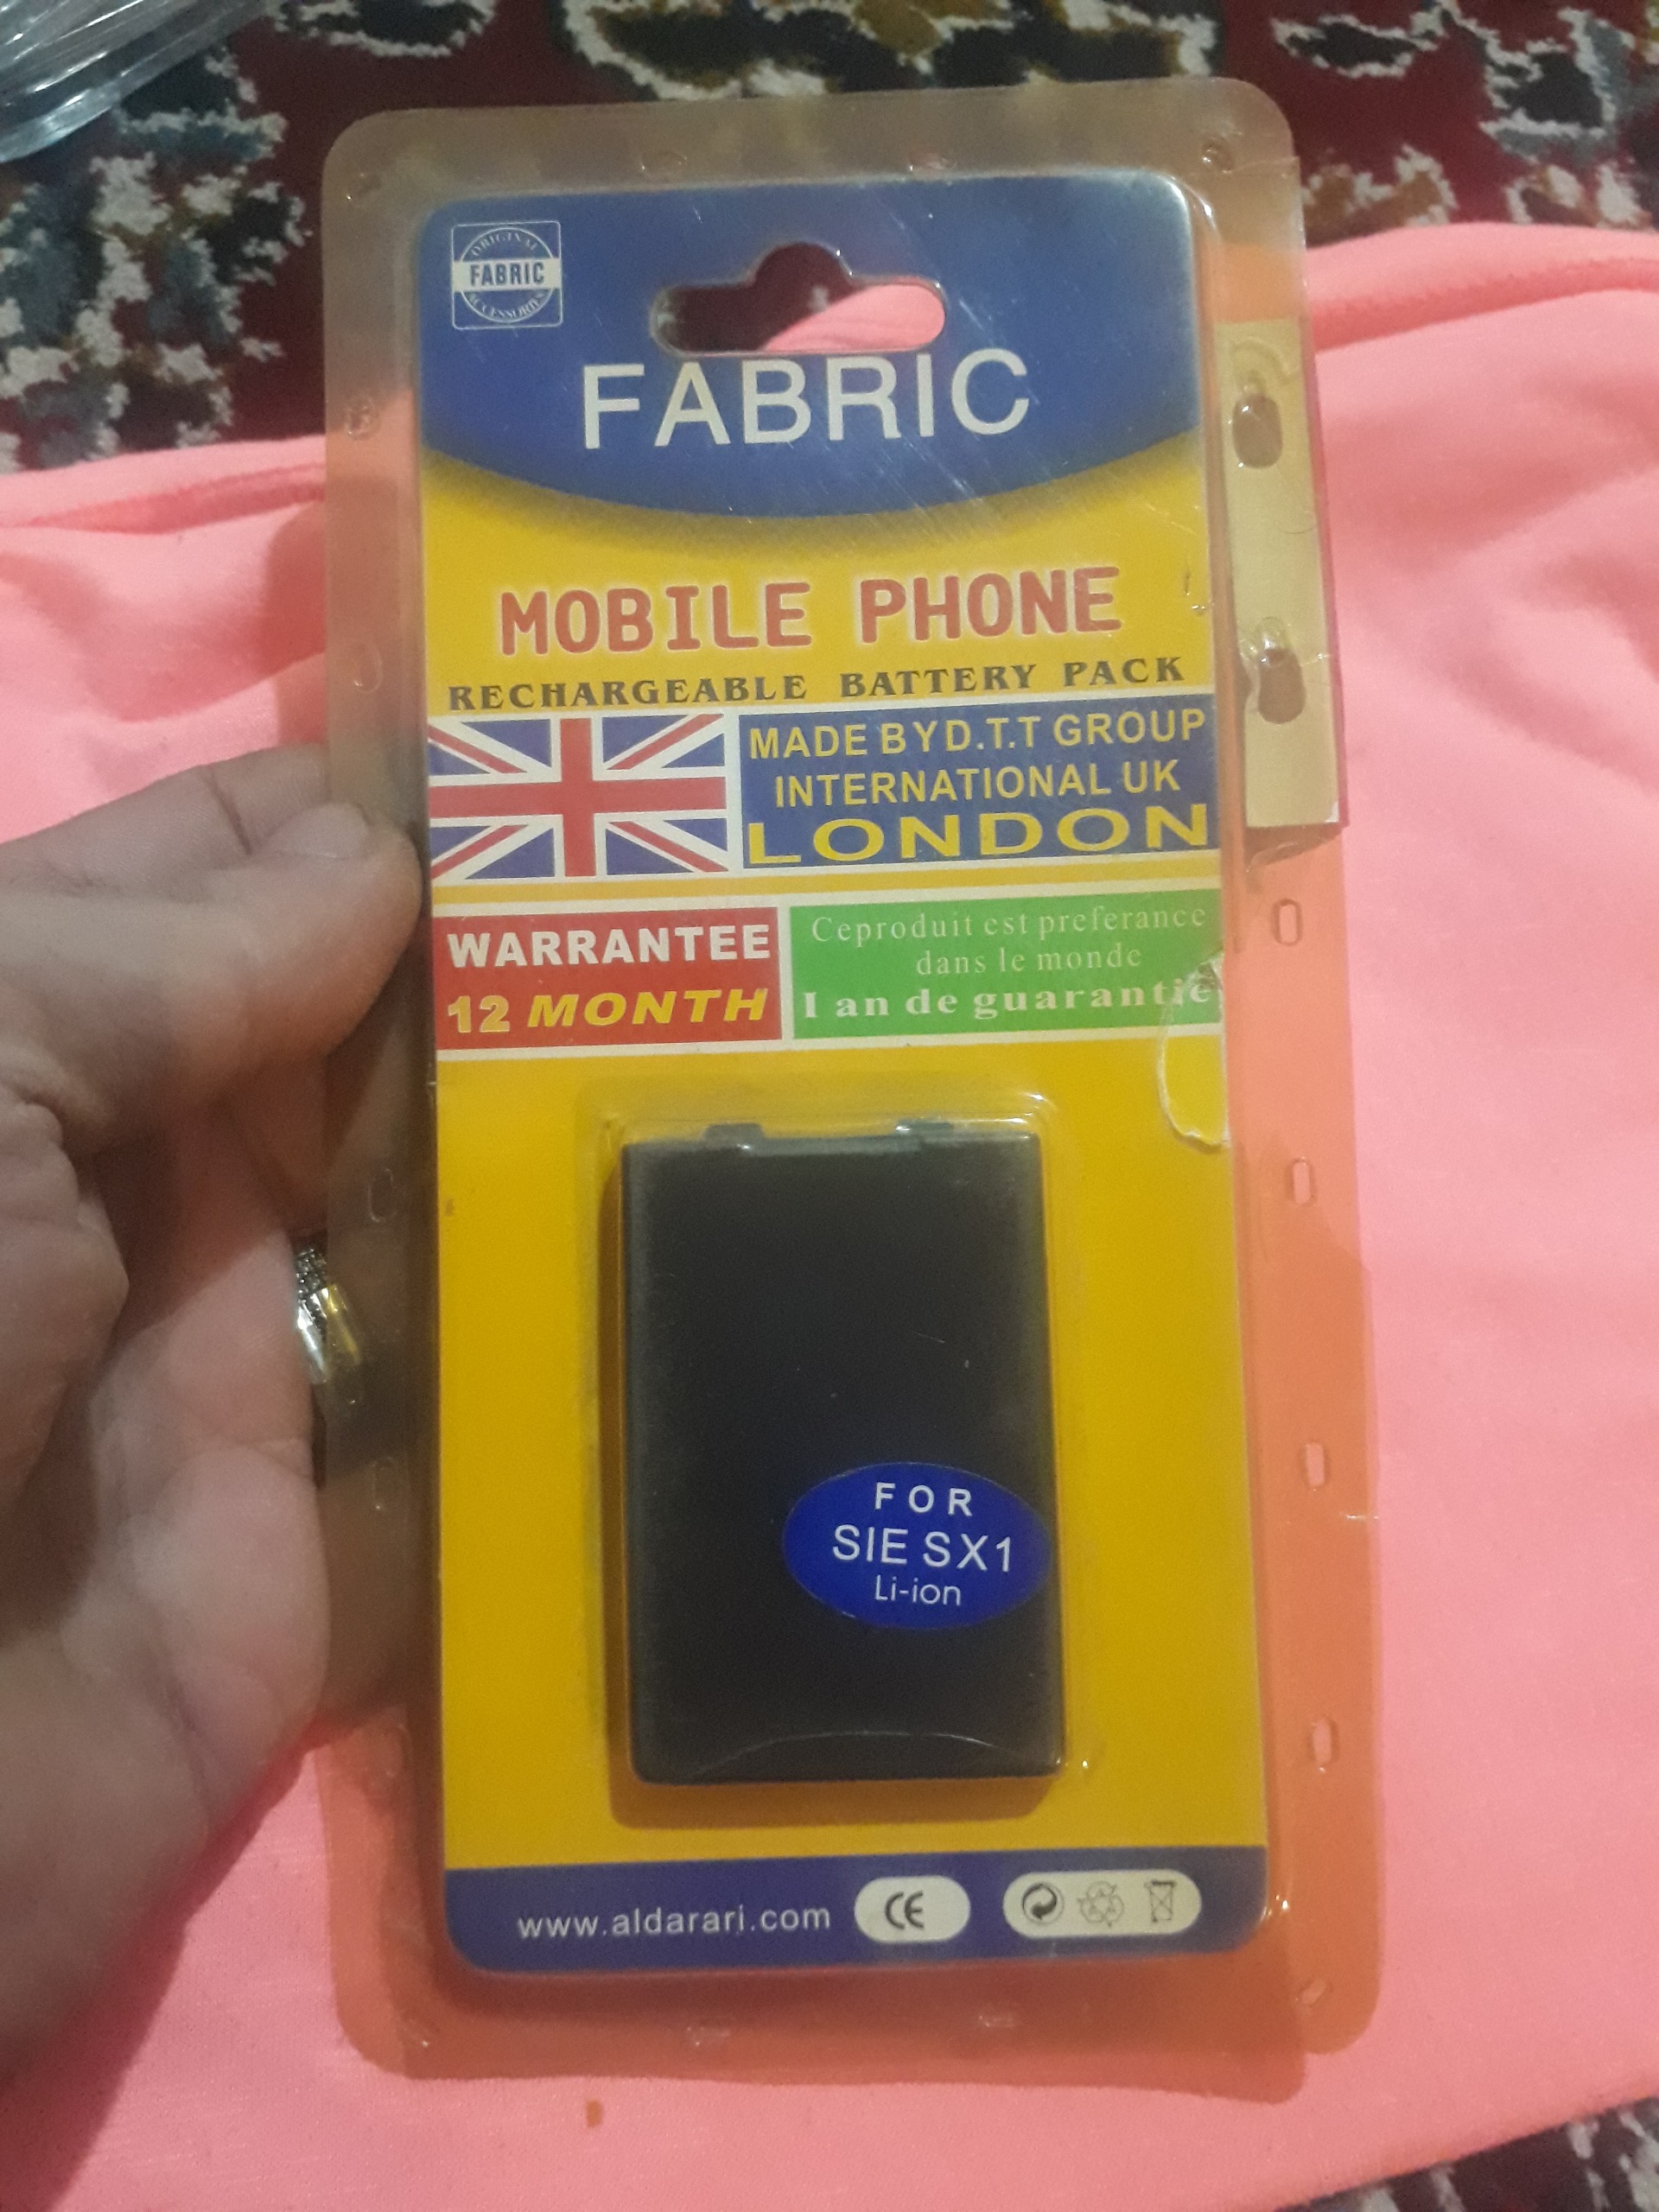 ORIGINAL
FABRIC
ACCESSORIES
FABRIC
MOBILE PHONE
RECHARGEABLE BATTERY PACK
MADE BYD.T.T GROUP
INTERNATIONAL UK
LONDON
WARRANTEE
12 MONTH
Ceproduit est preferance
dans le monde
1 an de guarantie
FOR
SIE SX1
Li-ion
www.aldarari.com
CE